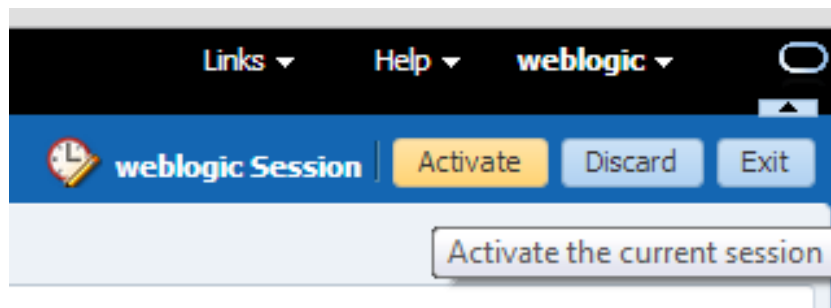 Links Help weblogic
weblogic Session Activate Discard Exit
Activate the current session